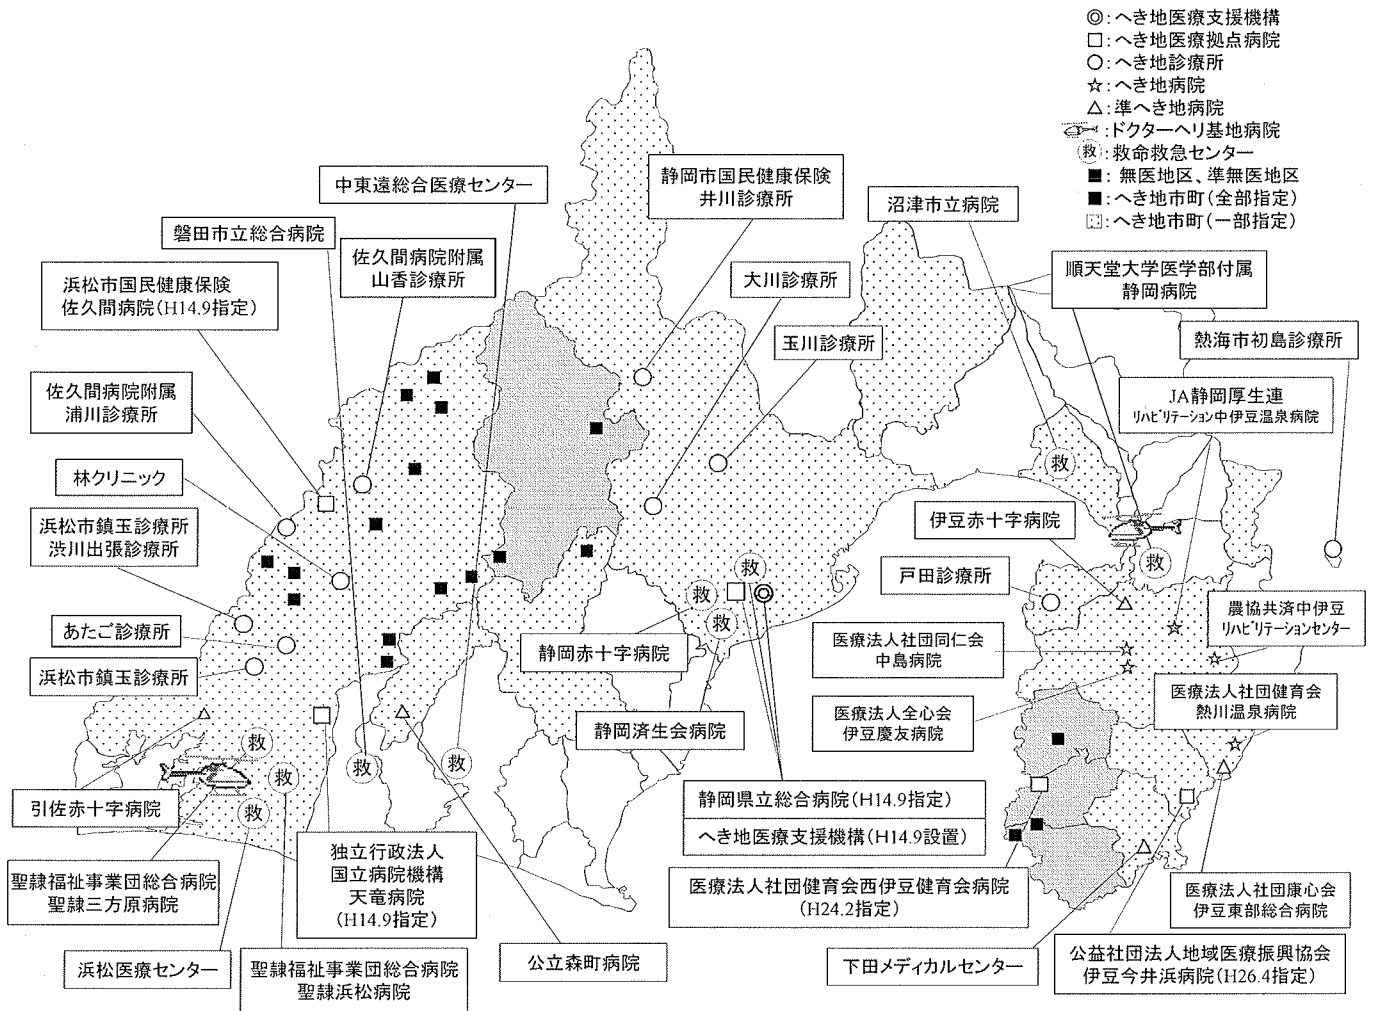 ◎:へき地医療支援機構
□:へき地医療拠点病院
○:へき地診療所
☆:へき地病院
△:準へき地病院
ドクターヘリ基地病院
救:救命救急センター
■:無医地区、準無医地区
■:へき地市町(全部指定)
:へき地市町(一部指定)
中東遠総合医療センター
静岡市国民健康保険
井川診療所
沼津市立病院
磐田市立総合病院
佐久間病院附属
山香診療所
順天堂大学医学部付属
静岡病院
浜松市国民健康保険
佐久間病院(H14.9指定)
大川診療所
玉川診療所
熱海市初島診療所
佐久間病院附属
浦川診療所
JA静岡厚生連
リハビリテーション中伊豆温泉病院
林クリニック
救
浜松市鎮玉診療所
渋川出張診療所
伊豆赤十字病院
救
戸田診療所
救
救
救
あたご診療所
農協共済中伊豆
リハビリテーションセンター
医療法人社団同仁会
中島病院
静岡赤十字病院
浜松市鎮玉診療所
医療法人社団健育会
熱川温泉病院
医療法人全心会
伊豆慶友病院
静岡済生会病院
救
救
救
救
救
引佐赤十字病院
静岡県立総合病院(H14.9指定)
へき地医療支援機構(H14.9設置)
独立行政法人
国立病院機構
天竜病院
(H14.9指定)
聖隷福祉事業団総合病院
聖隷三方原病院
医療法人社団健育会西伊豆健育会病院
(H24.2指定)
医療法人社団康心会
伊豆東部総合病院
浜松医療センター
聖隷福祉事業団総合病院
聖隷浜松病院
公立森町病院
下田メディカルセンター
公益社団法人地域医療振興協会
伊豆今井浜病院(H26.4指定)